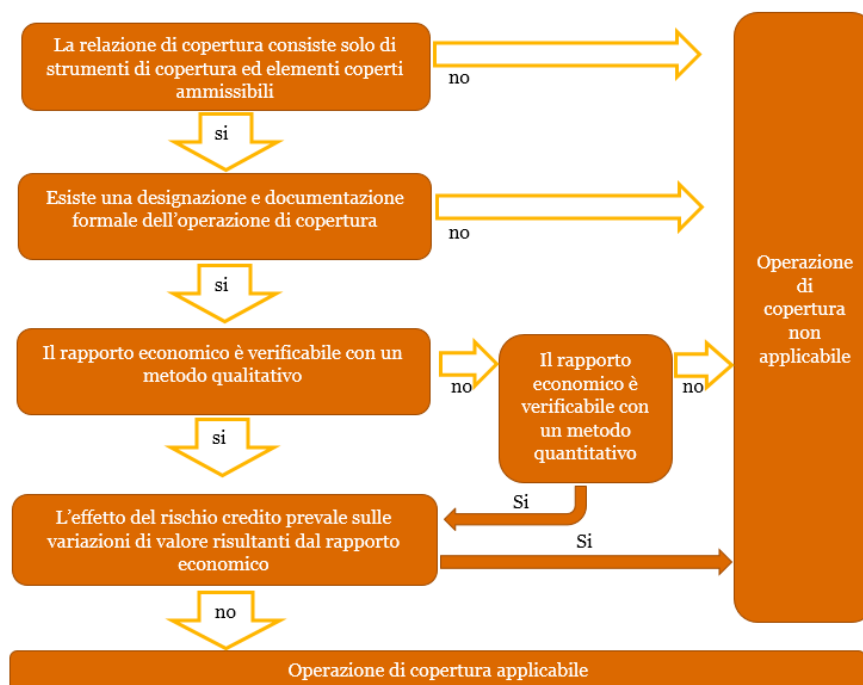 La relazione di copertura consiste solo di
strumenti di copertura ed elementi coperti
ammissibili
no
si
Esiste una designazione e documentazione
formale dell'operazione di copertura
no
si
Operazione
di
copertura
non
applicabile
Il rapporto economico è verificabile con un
metodo qualitativo
no
Il rapporto
economico è
verificabile con
un metodo
quantitativo
no
si
Si
L'effetto del rischio credito prevale sulle
variazioni di valore risultanti dal rapporto
economico
Si
no
Operazione di copertura applicabile